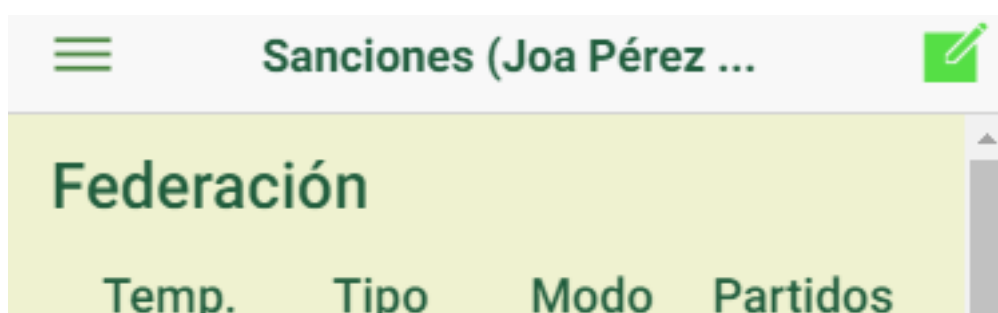 Sanciones (Joa Pérez ...
Federación
Temp. Tipo Modo Partidos